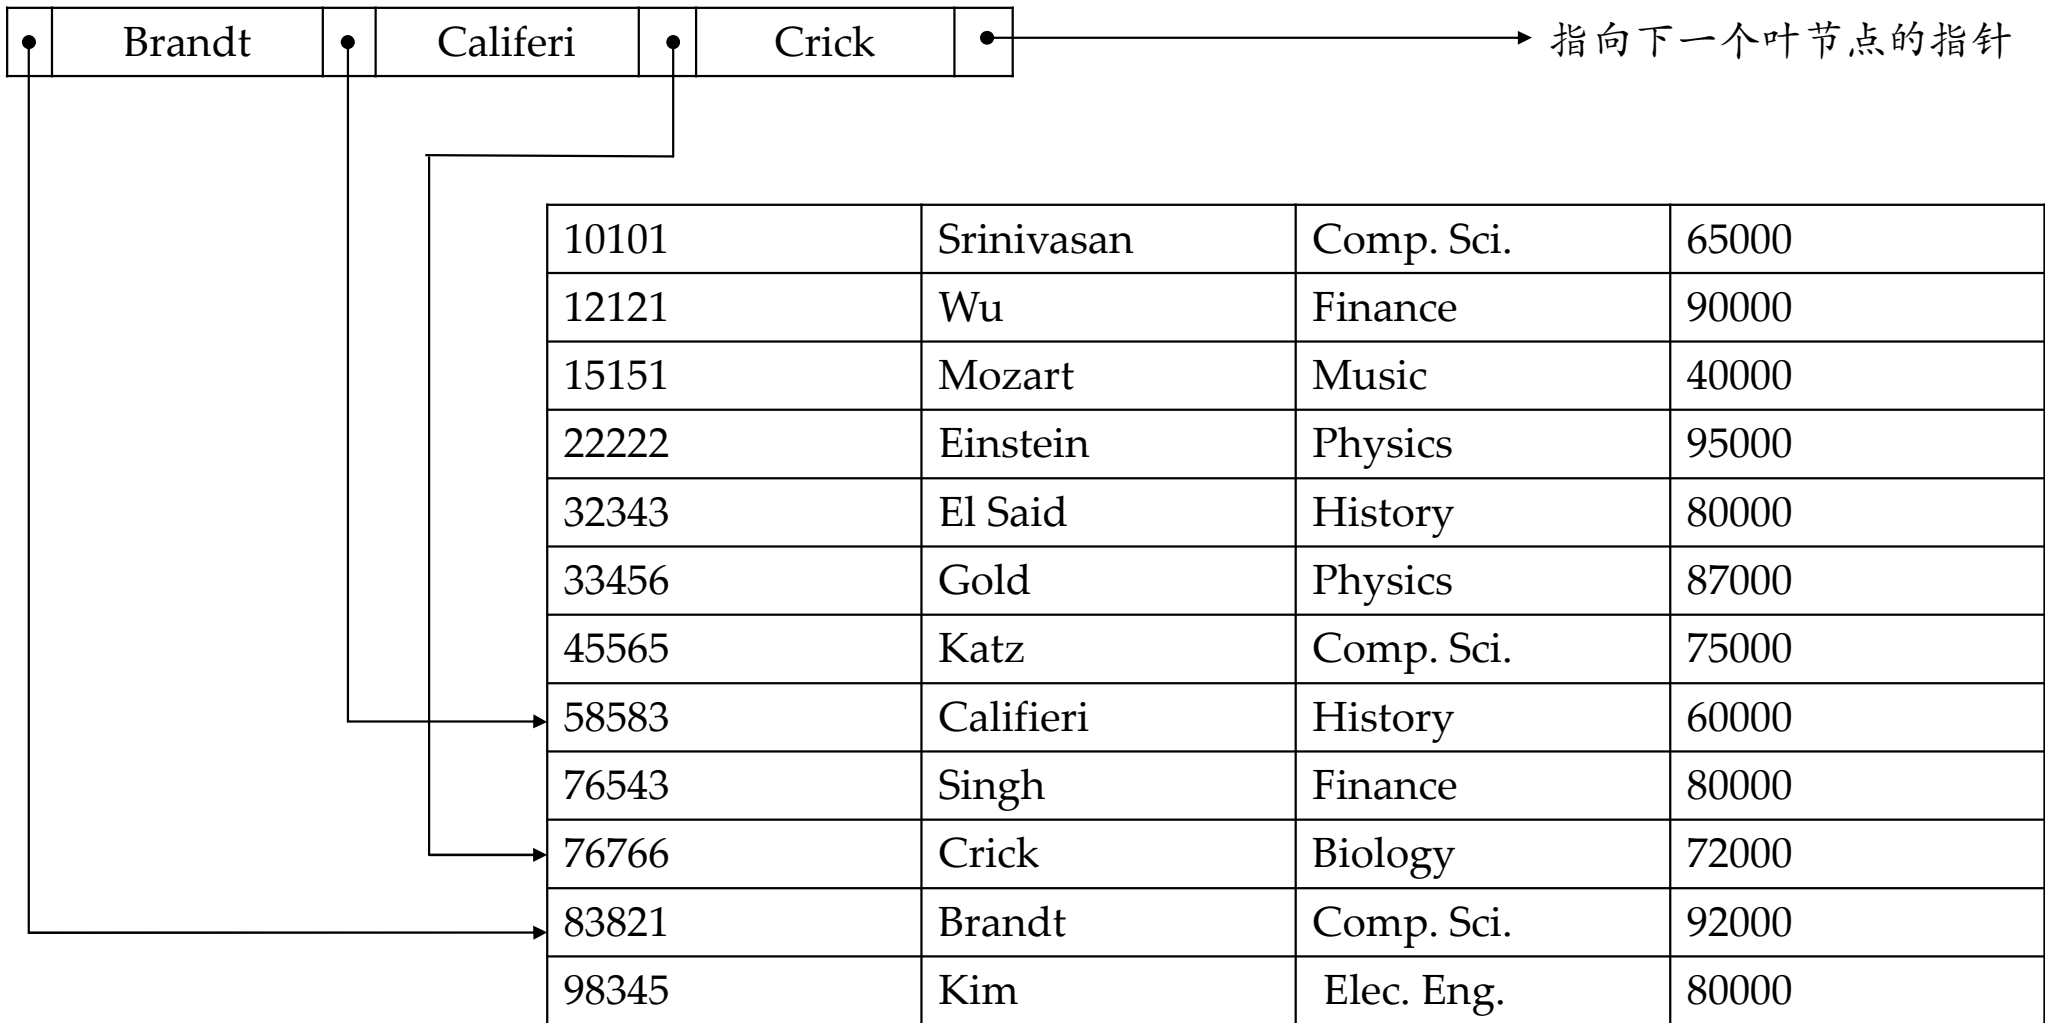 Brandt Califeri Crick 指向下一个叶节点的指针
10101 Srinivasan Comp. Sci. 65000
12121 Wu Finance 90000
15151 Mozart Music 40000
22222 Einstein Physics 95000
32343 El Said History 80000
33456 Gold Physics 87000
45565 Katz Comp. Sci. 75000
58583 Califieri History 60000
76543 Singh Finance 80000
76766 Crick Biology 72000
83821 Brandt Comp. Sci. 92000
98345 Kim Elec. Eng. 80000